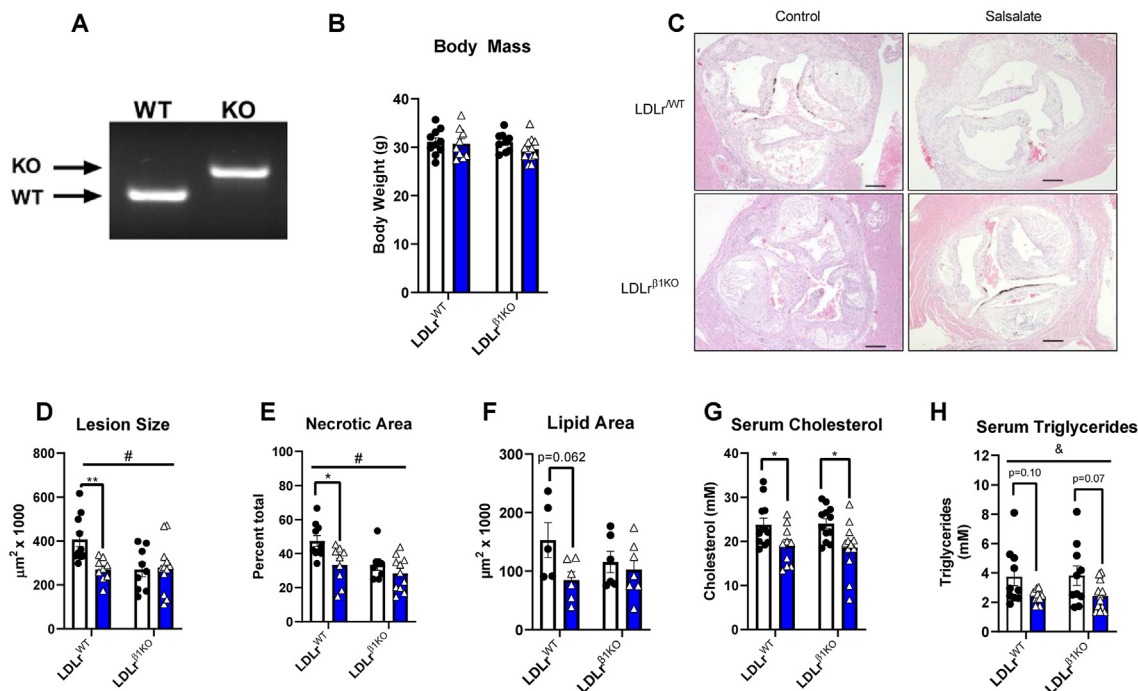 A
WT KO
KO
WT
B
Body Mass
Body Weight (g)
40
30
20
10
0
LDLr^WT
LDLr^β1KO
C
Control
Salsalate
LDLr^/WT
LDLr^β1KO
D
Lesion Size
#
**
μm² x 1000
800
600
400
200
0
LDLr^WT
LDLr^β1KO
E
Necrotic Area
#
*
Percent total
100
80
60
40
20
0
LDLr^WT
LDLr^β1KO
F
Lipid Area
p=0.062
μm² x 1000
300
200
100
0
LDLr^WT
LDLr^β1KO
G
Serum Cholesterol
*
*
Cholesterol (mM)
40
30
20
10
0
LDLr^WT
LDLr^β1KO
H
Serum Triglycerides
&
p=0.10
p=0.07
Triglycerides
(mM)
12
10
8
6
4
2
0
LDLr^WT
LDLr^β1KO